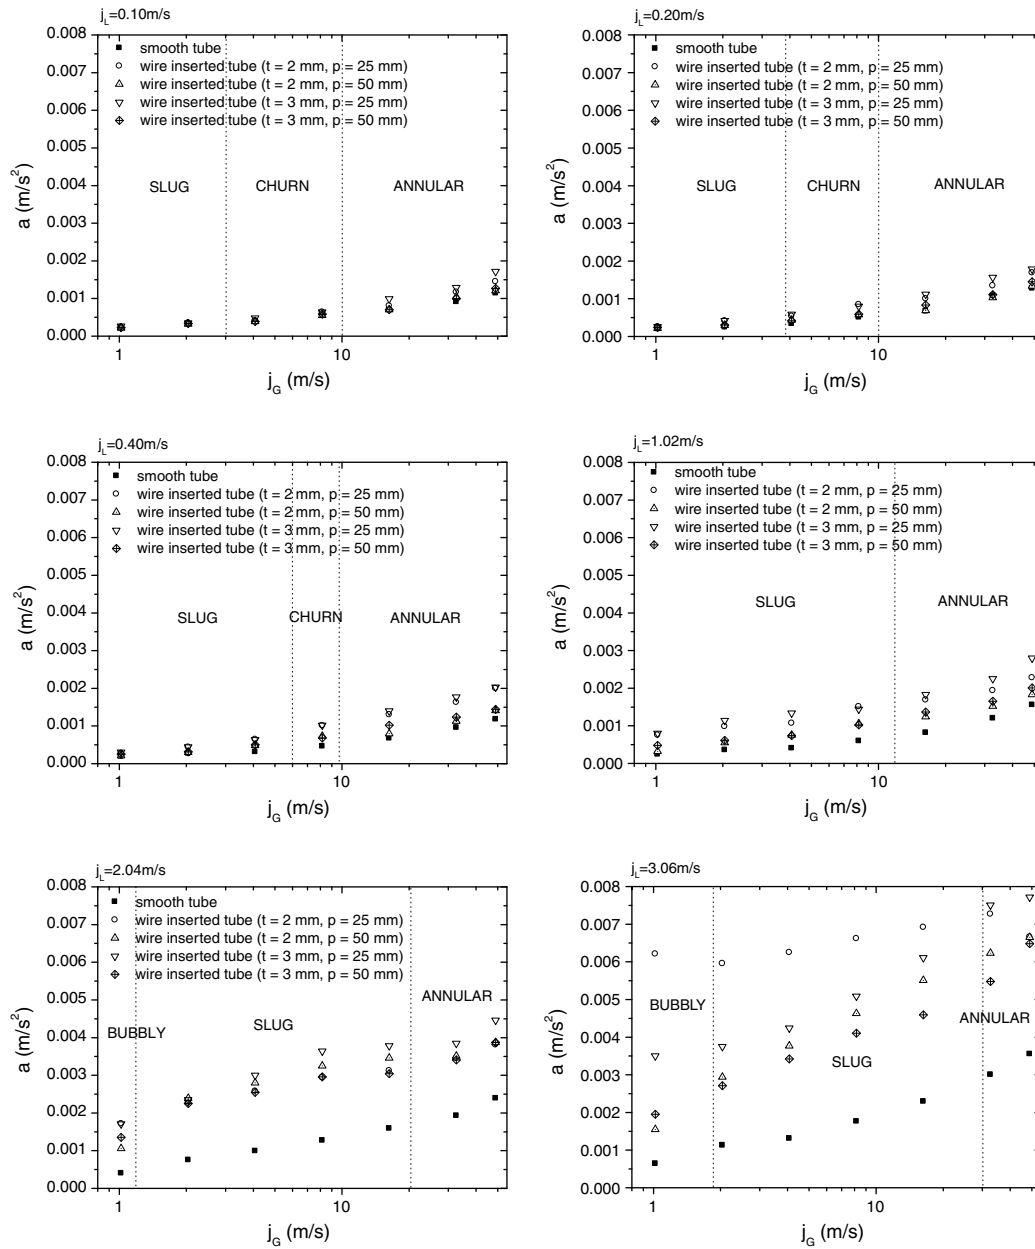 j_L=0.10m/s
0.008
0.007
0.006
0.005
0.004
0.003
0.002
0.001
0.000
a (m/s²)
smooth tube
wire inserted tube (t = 2 mm, p = 25 mm)
wire inserted tube (t = 2 mm, p = 50 mm)
wire inserted tube (t = 3 mm, p = 25 mm)
wire inserted tube (t = 3 mm, p = 50 mm)
SLUG
CHURN
ANNULAR
1
10
j_G (m/s)
j_L=0.20m/s
0.008
0.007
0.006
0.005
0.004
0.003
0.002
0.001
0.000
a (m/s²)
smooth tube
wire inserted tube (t = 2 mm, p = 25 mm)
wire inserted tube (t = 2 mm, p = 50 mm)
wire inserted tube (t = 3 mm, p = 25 mm)
wire inserted tube (t = 3 mm, p = 50 mm)
SLUG
CHURN
ANNULAR
1
10
j_G (m/s)
j_L=0.40m/s
0.008
0.007
0.006
0.005
0.004
0.003
0.002
0.001
0.000
a (m/s²)
smooth tube
wire inserted tube (t = 2 mm, p = 25 mm)
wire inserted tube (t = 2 mm, p = 50 mm)
wire inserted tube (t = 3 mm, p = 25 mm)
wire inserted tube (t = 3 mm, p = 50 mm)
SLUG
CHURN
ANNULAR
1
10
j_G (m/s)
j_L=1.02m/s
0.008
0.007
0.006
0.005
0.004
0.003
0.002
0.001
0.000
a (m/s²)
smooth tube
wire inserted tube (t = 2 mm, p = 25 mm)
wire inserted tube (t = 2 mm, p = 50 mm)
wire inserted tube (t = 3 mm, p = 25 mm)
wire inserted tube (t = 3 mm, p = 50 mm)
SLUG
ANNULAR
1
10
j_G (m/s)
j_L=2.04m/s
0.008
0.007
0.006
0.005
0.004
0.003
0.002
0.001
0.000
a (m/s²)
smooth tube
wire inserted tube (t = 2 mm, p = 25 mm)
wire inserted tube (t = 2 mm, p = 50 mm)
wire inserted tube (t = 3 mm, p = 25 mm)
wire inserted tube (t = 3 mm, p = 50 mm)
BUBBLY
SLUG
ANNULAR
1
10
j_G (m/s)
j_L=3.06m/s
0.008
0.007
0.006
0.005
0.004
0.003
0.002
0.001
0.000
a (m/s²)
BUBBLY
SLUG
ANNULAR
1
10
j_G (m/s)